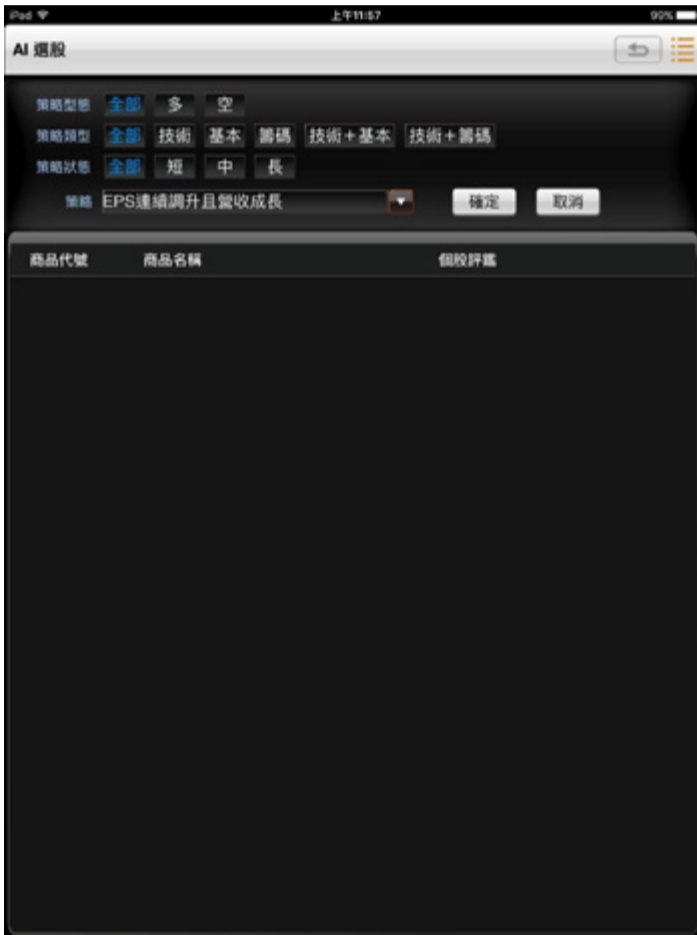 iPad 上午11:57 99%
AI 選股
策略型態 全部 多 空
策略類型 全部 技術 基本 籌碼 技術+基本 技術+籌碼
策略狀態 全部 短 中 長
策略 EPS連續調升且營收成長 確定 取消
商品代號 商品名稱 個股評鑑